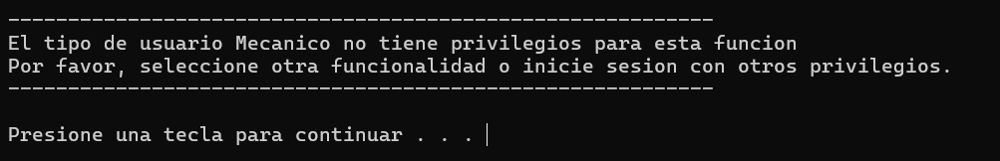 -----------------------------------------------------------
El tipo de usuario Mecanico no tiene privilegios para esta funcion
Por favor, seleccione otra funcionalidad o inicie sesion con otros privilegios.
-----------------------------------------------------------
Presione una tecla para continuar . . .